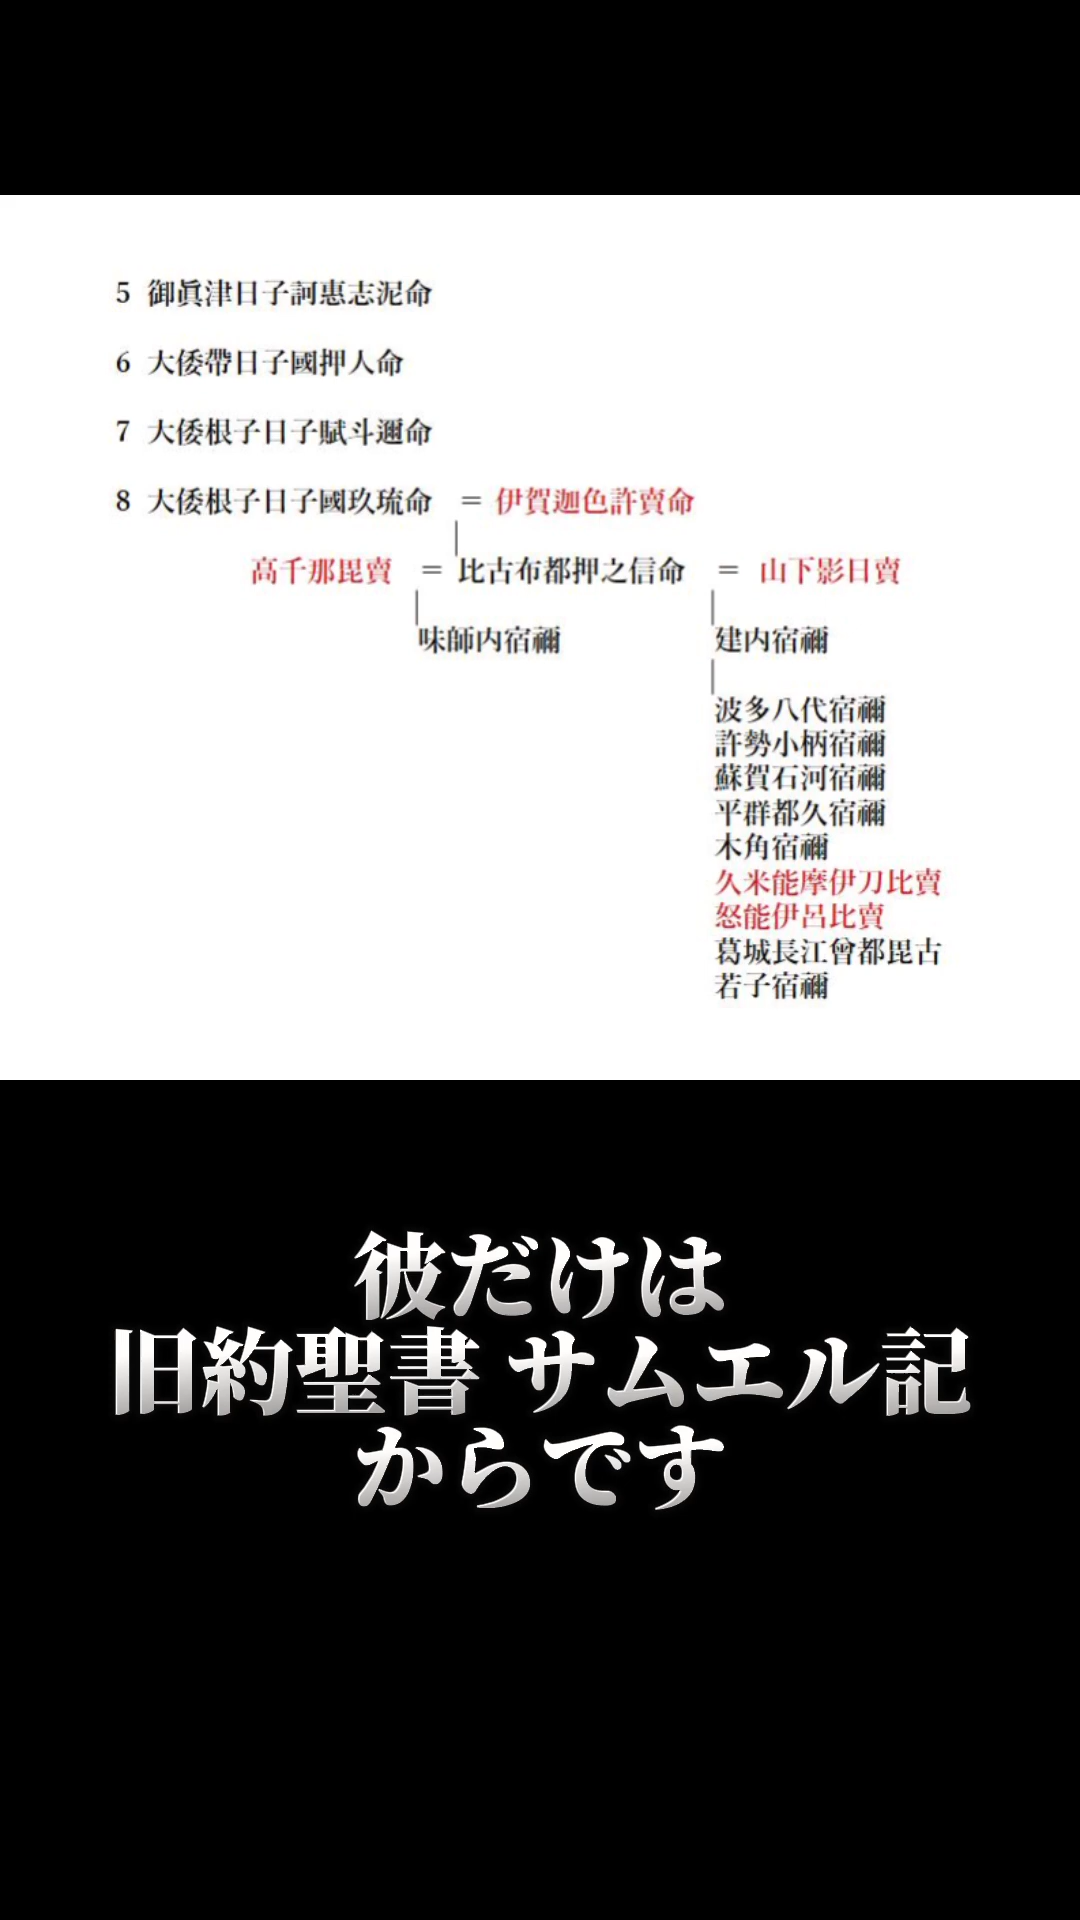 5 御眞津日子訶惠志泥命
6 大倭帶日子國押人命
7 大倭根子日子賦斗邇命
8 大倭根子日子國玖琉命 = 伊賀迦色許賣命
高千那毘賣 = 比古布都押之信命 = 山下影日賣
味師内宿禰 建内宿禰
波多八代宿禰
許勢小柄宿禰
蘇賀石河宿禰
平群都久宿禰
木角宿禰
久米能摩伊刀比賣
怒能伊呂比賣
葛城長江曾都毘古
若子宿禰
彼だけは
旧約聖書 サムエル記
からです